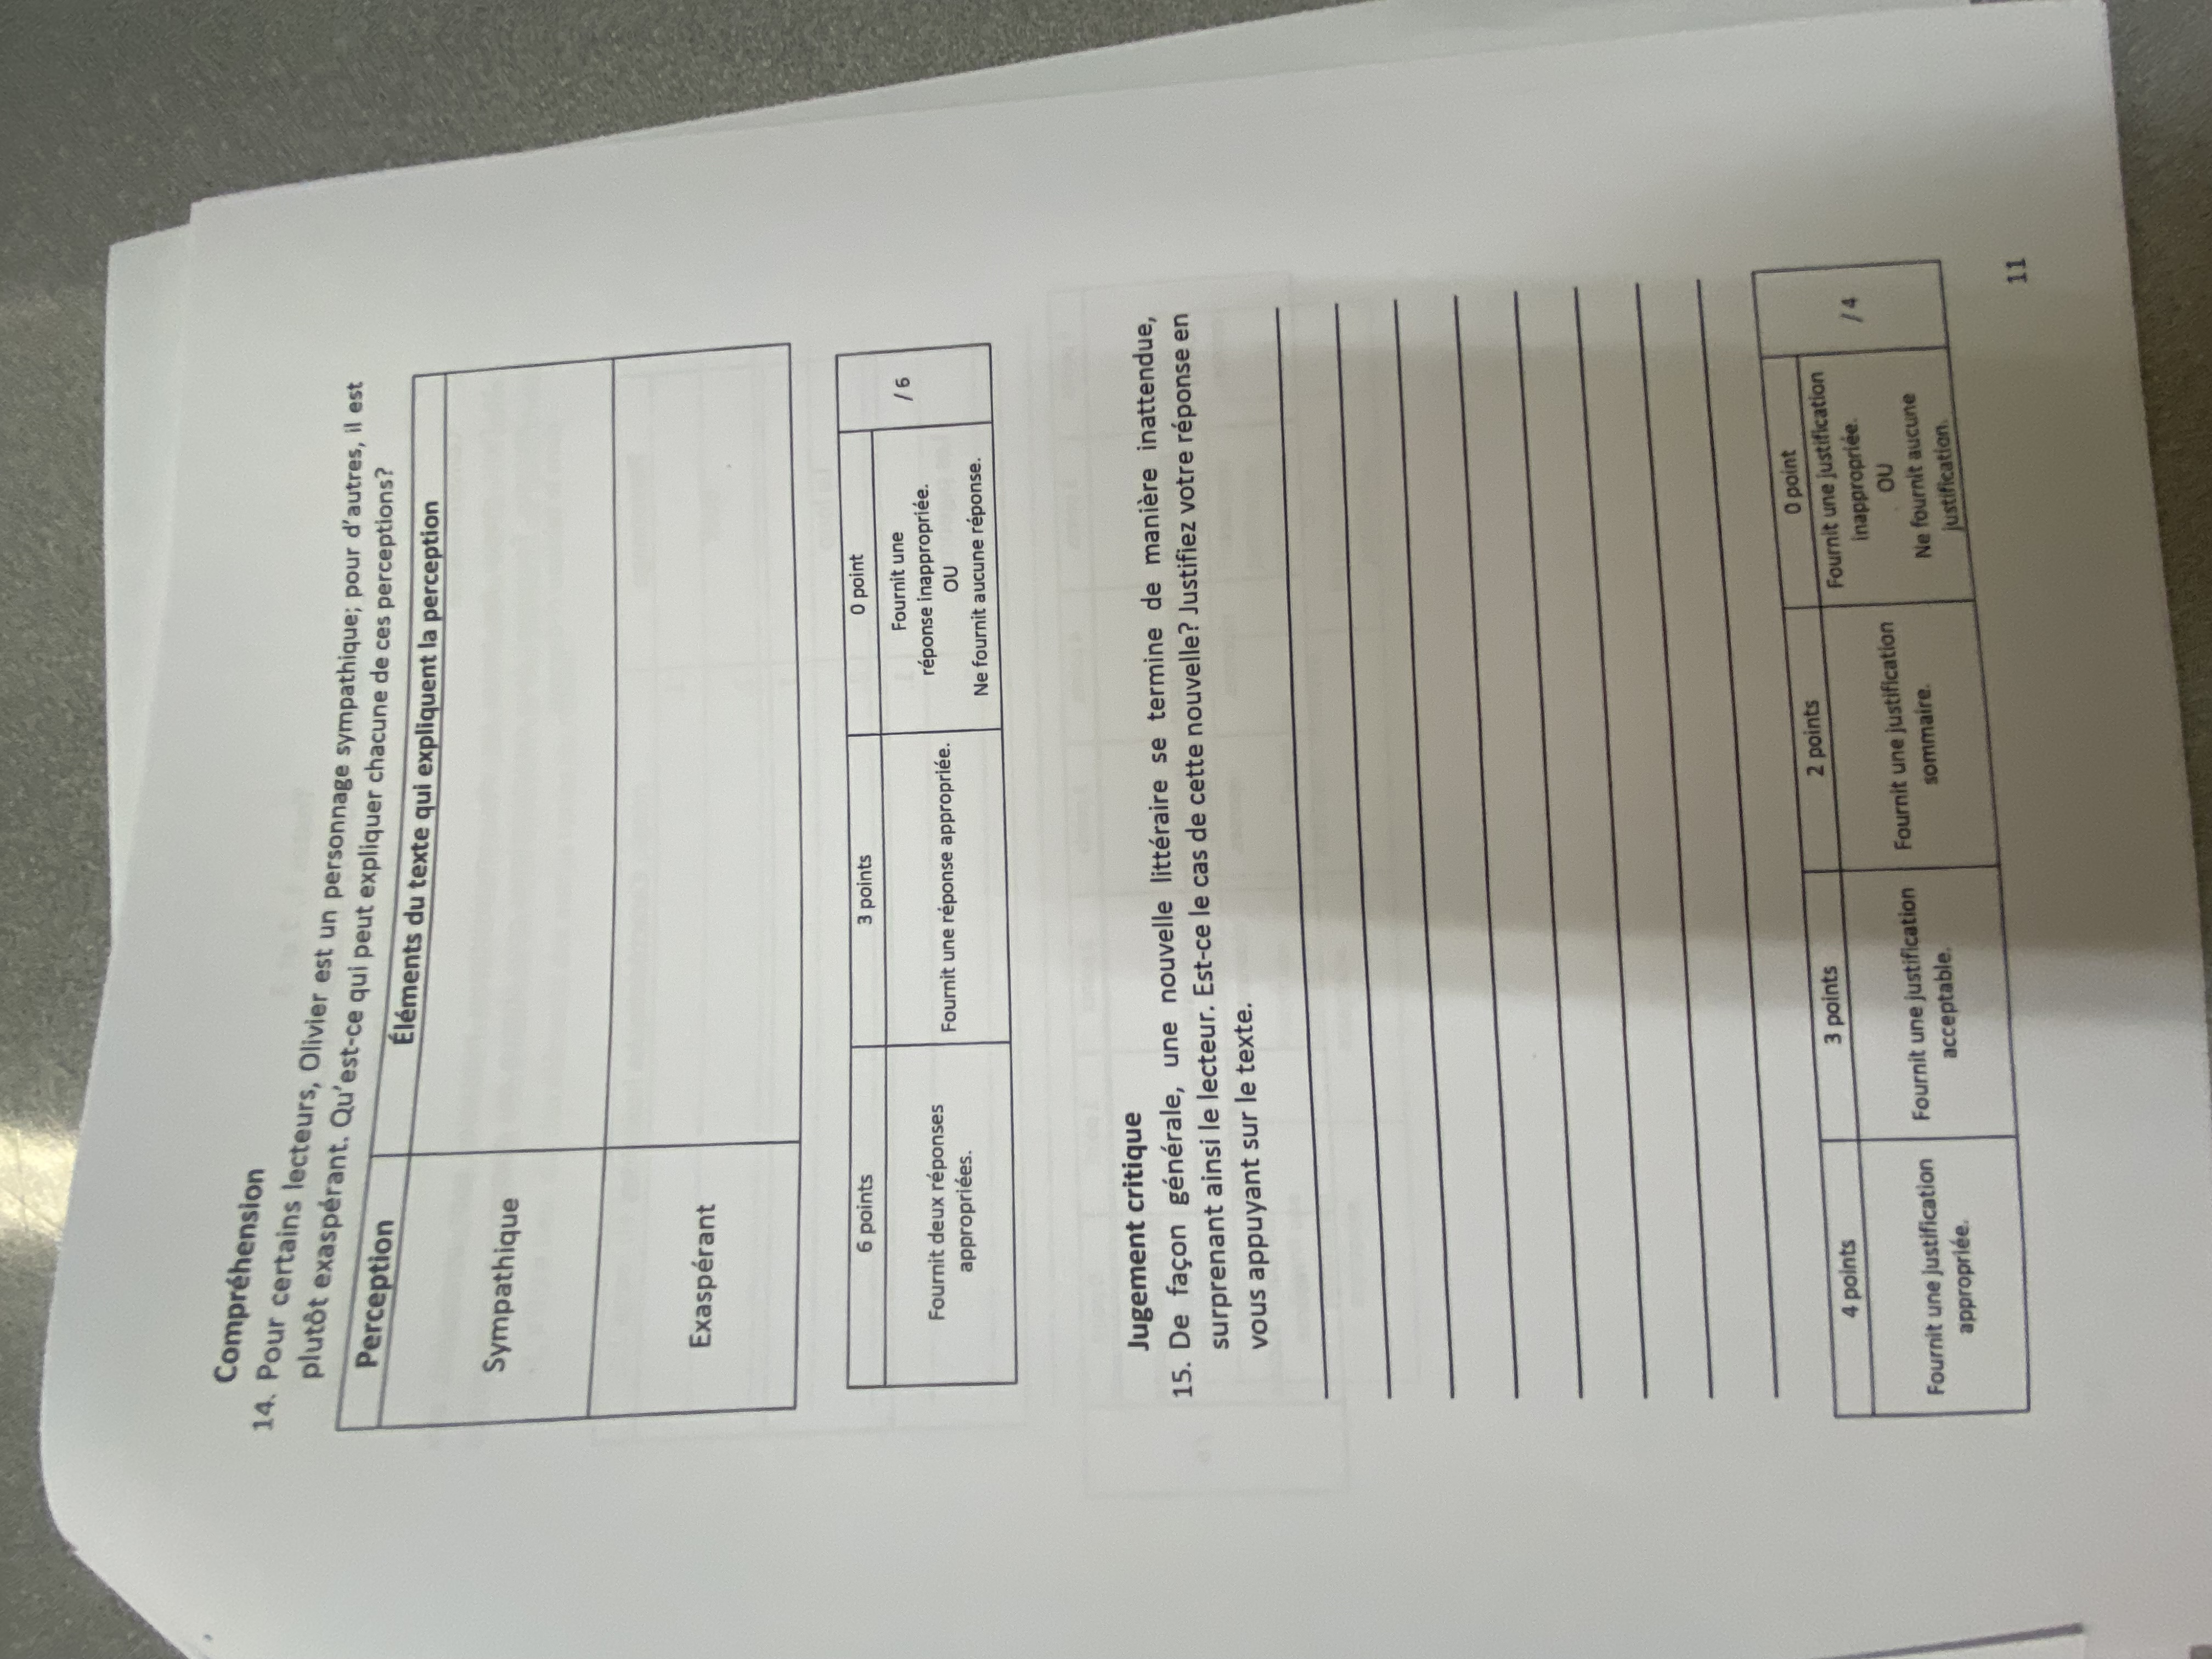 Compréhension
14. Pour certains lecteurs, Olivier est un personnage sympathique; pour d'autres, il est
plutôt exaspérant. Qu'est-ce qui peut expliquer chacune de ces perceptions?
Perception
Éléments du texte qui expliquent la perception
Sympathique
Exaspérant
6 points
3 points
0 point
Fournit deux réponses
appropriées.
Fournit une réponse appropriée.
Fournit une
réponse inappropriée.
OU
Ne fournit aucune réponse.
/ 6
Jugement critique
15. De façon générale, une nouvelle littéraire se termine de manière inattendue,
surprenant ainsi le lecteur. Est-ce le cas de cette nouvelle? Justifiez votre réponse en
vous appuyant sur le texte.
4 points
3 points
2 points
0 point
Fournit une justification
appropriée.
Fournit une justification
acceptable.
Fournit une justification
sommaire.
Fournit une justification
inappropriée.
OU
Ne fournit aucune
justification.
/ 4
11